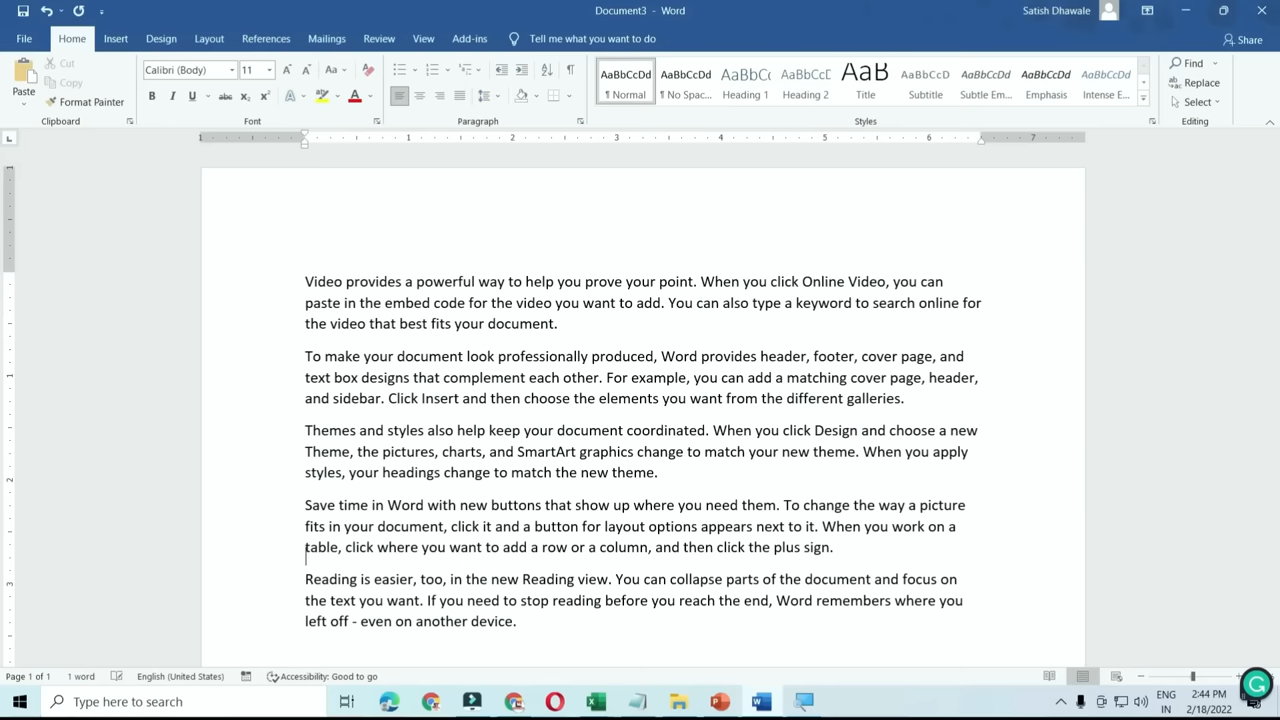 Document3 - Word
Satish Dhawale
File Home Insert Design Layout References Mailings Review View Add-ins Tell me what you want to do Share
Paste
Cut
Copy
Format Painter
Calibri (Body) 11
Aa
B I U abc x₂ x² A A
AaBbCcDd AaBbCcDd AaBbC( AaBbCcD AaB AaBbCcD AaBbCcDd AaBbCcDd AaBbCcDd
¶ Normal ¶ No Spac... Heading 1 Heading 2 Title Subtitle Subtle Em... Emphasis Intense E...
Find
Replace
Select
Clipboard Font Paragraph Styles Editing
1 1 2 3 4 5 6 7
Video provides a powerful way to help you prove your point. When you click Online Video, you can
paste in the embed code for the video you want to add. You can also type a keyword to search online for
the video that best fits your document.
To make your document look professionally produced, Word provides header, footer, cover page, and
text box designs that complement each other. For example, you can add a matching cover page, header,
and sidebar. Click Insert and then choose the elements you want from the different galleries.
Themes and styles also help keep your document coordinated. When you click Design and choose a new
Theme, the pictures, charts, and SmartArt graphics change to match your new theme. When you apply
styles, your headings change to match the new theme.
Save time in Word with new buttons that show up where you need them. To change the way a picture
fits in your document, click it and a button for layout options appears next to it. When you work on a
table, click where you want to add a row or a column, and then click the plus sign.
Reading is easier, too, in the new Reading view. You can collapse parts of the document and focus on
the text you want. If you need to stop reading before you reach the end, Word remembers where you
left off - even on another device.
Page 1 of 1 1 word English (United States) Accessibility: Good to go
Type here to search
ENG
IN
2:44 PM
2/18/2022